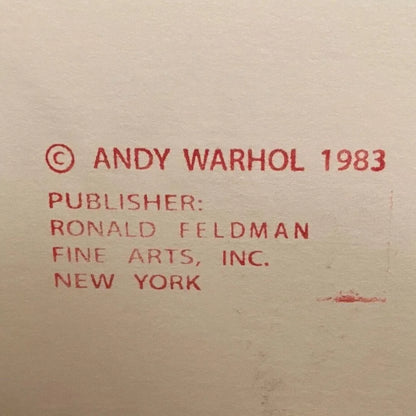 © ANDY WARHOL 1983
PUBLISHER:
RONALD FELDMAN
FINE ARTS, INC.
NEW YORK